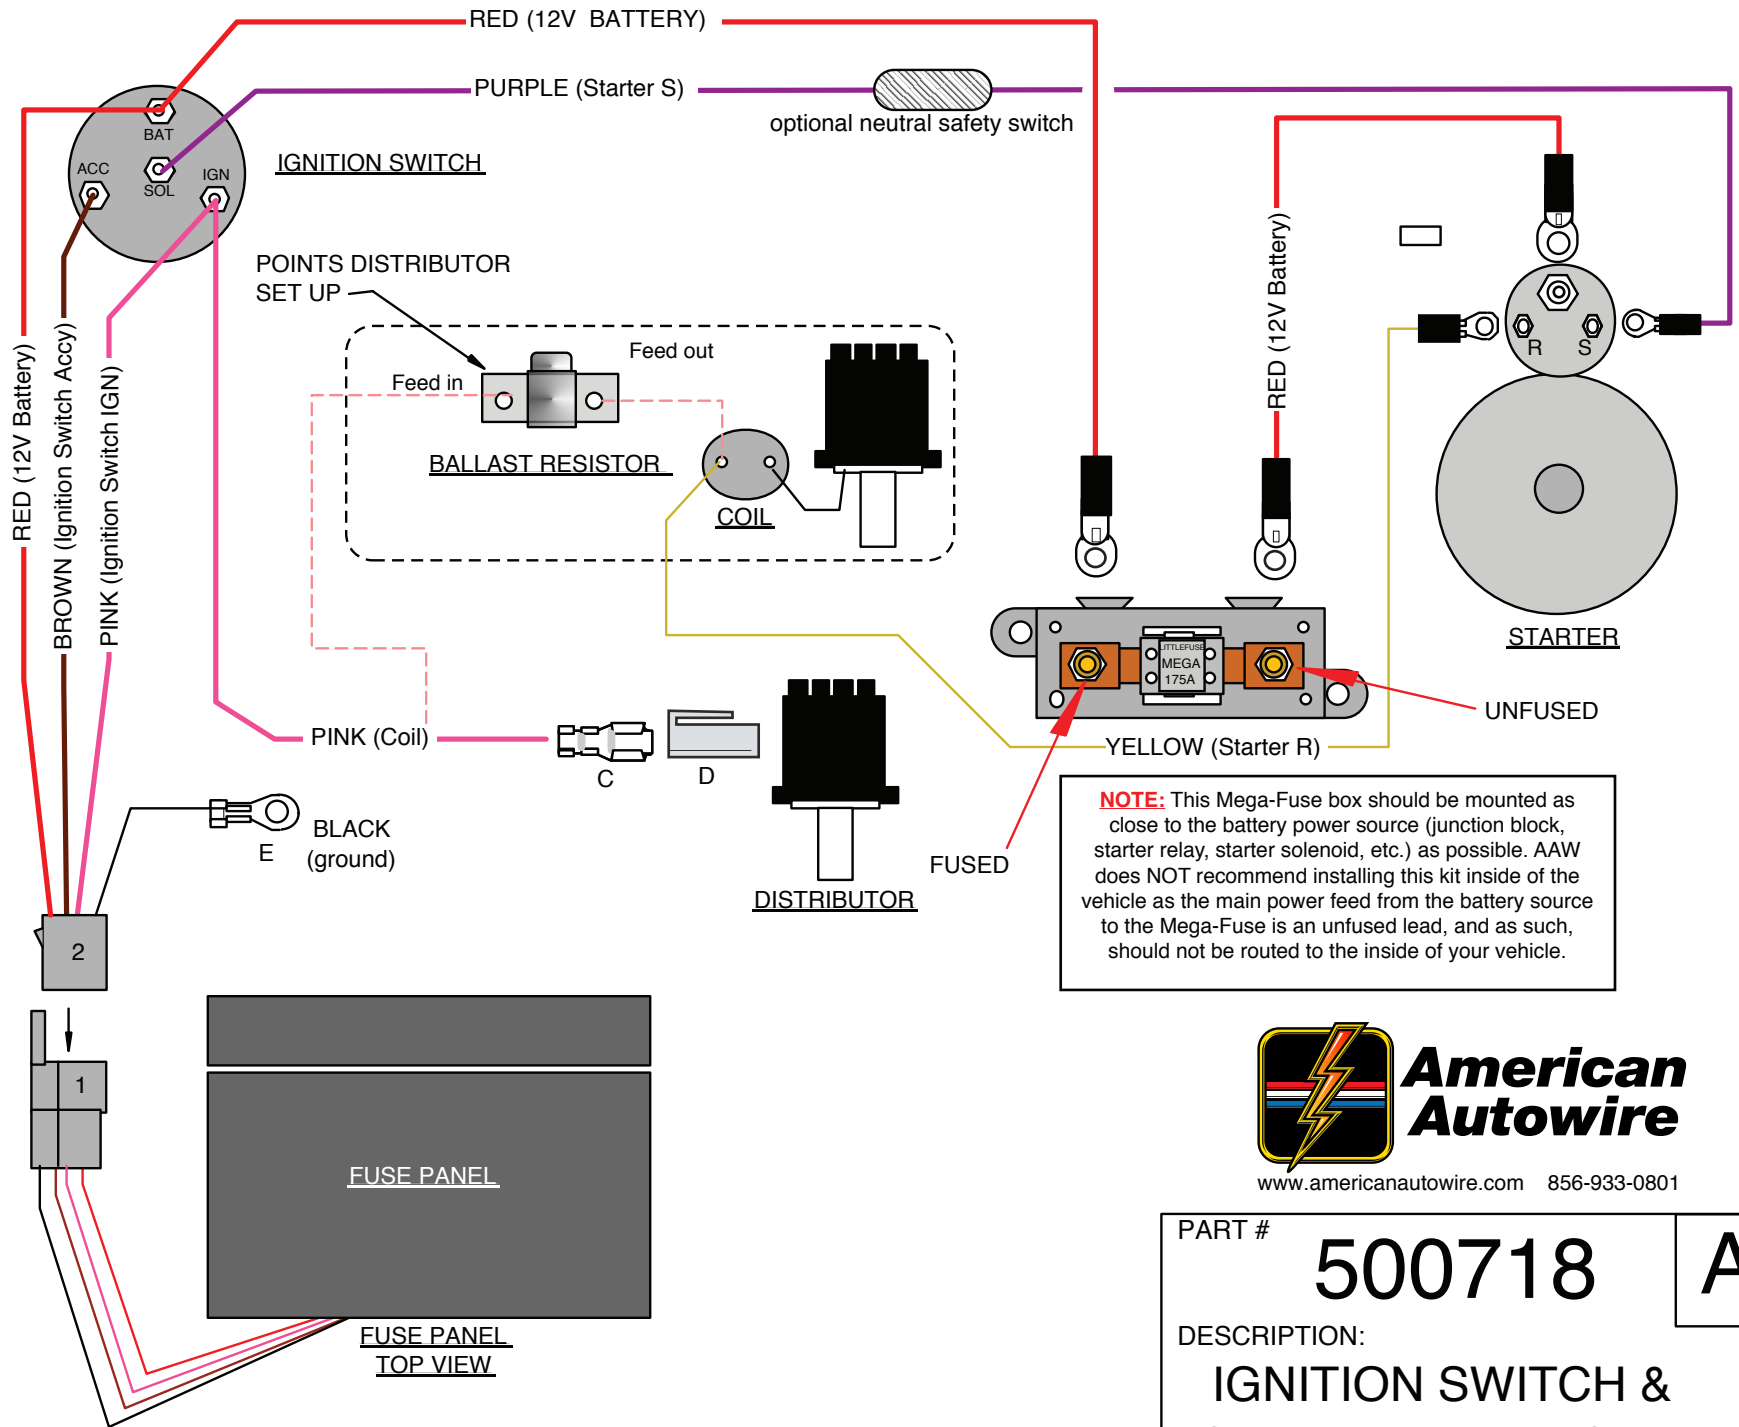 RED (12V  BATTERY)
PURPLE (Starter S)
optional neutral safety switch
BAT
SOL
ACC
IGN
IGNITION SWITCH
POINTS DISTRIBUTOR
SET UP
Feed in
Feed out
BALLAST RESISTOR
COIL
RED (12V Battery)
BROWN (Ignition Switch Accy)
PINK (Ignition Switch IGN)
RED (12V Battery)
R
S
STARTER
LITTLEFUSE
MEGA
175A
UNFUSED
FUSED
YELLOW (Starter R)
PINK (Coil)
C
D
DISTRIBUTOR
E
BLACK
(ground)
2
1
FUSE PANEL
FUSE PANEL
TOP VIEW
NOTE: This Mega-Fuse box should be mounted as
close to the battery power source (junction block,
starter relay, starter solenoid, etc.) as possible. AAW
does NOT recommend installing this kit inside of the
vehicle as the main power feed from the battery source
to the Mega-Fuse is an unfused lead, and as such,
should not be routed to the inside of your vehicle.
American
Autowire
www.americanautowire.com 856-933-0801
PART #
500718
A
DESCRIPTION:
IGNITION SWITCH &